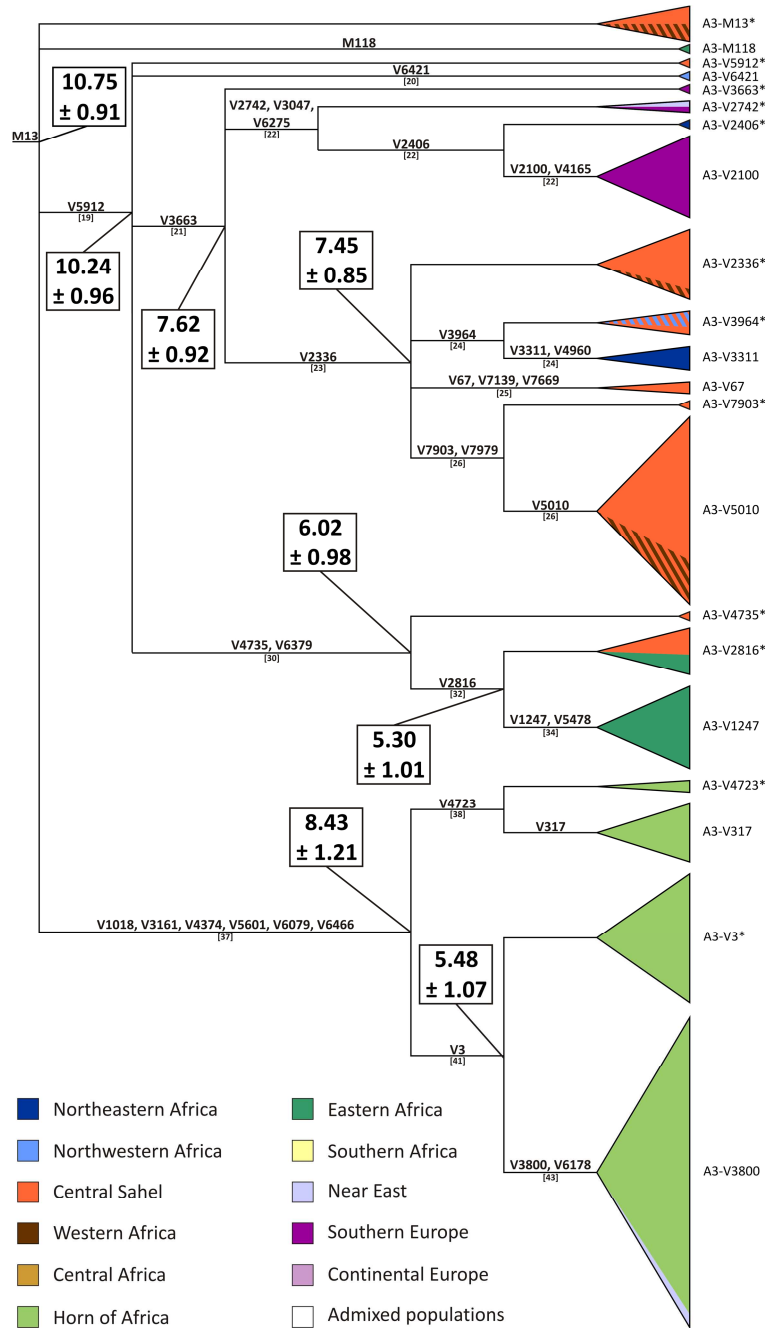 A3-M13*
M118
A3-M118
A3-V5912*
V6421
[20]
A3-V6421
A3-V3663*
10.75
± 0.91
V2742, V3047,
V6275
[22]
A3-V2742*
A3-V2406*
M13
V2406
[22]
V2100, V4165
[22]
A3-V2100
V5912
[19]
V3663
[21]
10.24
± 0.96
7.45
± 0.85
A3-V2336*
7.62
± 0.92
V3964
[24]
A3-V3964*
V2336
[23]
V3311, V4960
[24]
A3-V3311
V67, V7139, V7669
[25]
A3-V67
A3-V7903*
V7903, V7979
[26]
V5010
[26]
A3-V5010
6.02
± 0.98
A3-V4735*
V4735, V6379
[30]
A3-V2816*
V2816
[32]
V1247, V5478
[34]
A3-V1247
5.30
± 1.01
A3-V4723*
V4723
[38]
V317
A3-V317
8.43
± 1.21
V1018, V3161, V4374, V5601, V6079, V6466
[37]
A3-V3*
5.48
± 1.07
V3
[41]
V3800, V6178
[43]
A3-V3800
Northeastern Africa
Northwestern Africa
Central Sahel
Western Africa
Central Africa
Horn of Africa
Eastern Africa
Southern Africa
Near East
Southern Europe
Continental Europe
Admixed populations